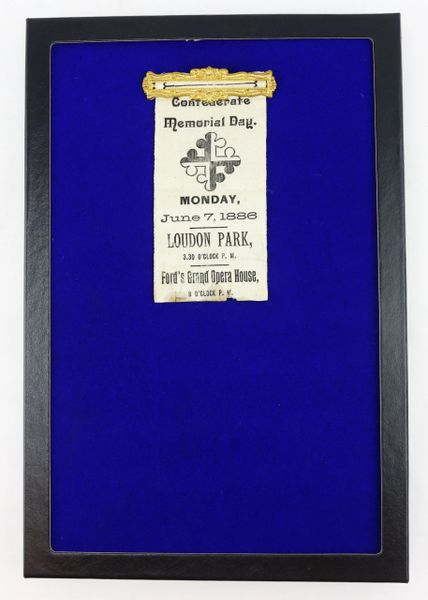 Confederate
Memorial Day.
MONDAY,
June 7, 1886
LOUDON PARK,
3.30 O'CLOCK P. M.
Ford's Grand Opera House,
8 O'CLOCK P. M.